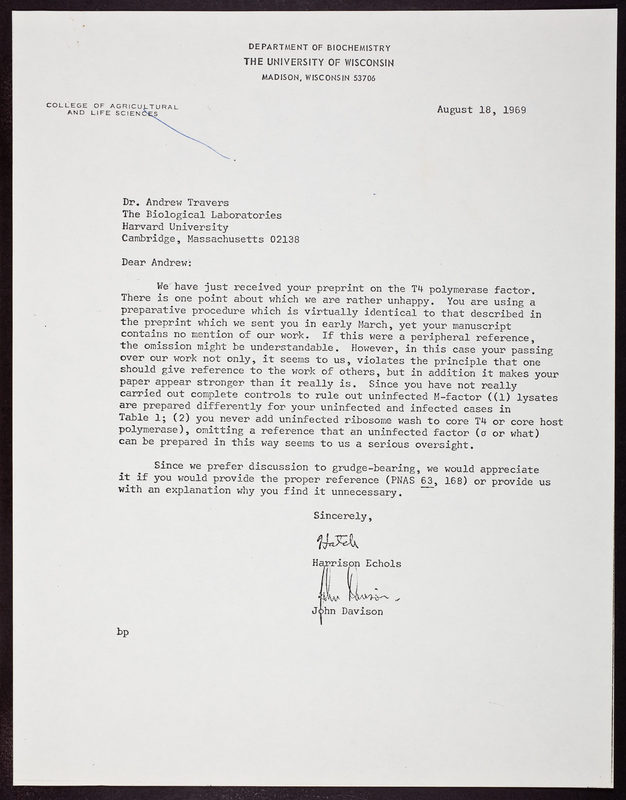 DEPARTMENT OF BIOCHEMISTRY
THE UNIVERSITY OF WISCONSIN
MADISON, WISCONSIN 53706
COLLEGE OF AGRICULTURAL
AND LIFE SCIENCES
August 18, 1969
Dr. Andrew Travers
The Biological Laboratories
Harvard University
Cambridge, Massachusetts 02138
Dear Andrew:
We have just received your preprint on the T4 polymerase factor.
There is one point about which we are rather unhappy. You are using a
preparative procedure which is virtually identical to that described in
the preprint which we sent you in early March, yet your manuscript
contains no mention of our work. If this were a peripheral reference,
the omission might be understandable. However, in this case your passing
over our work not only, it seems to us, violates the principle that one
should give reference to the work of others, but in addition it makes your
paper appear stronger than it really is. Since you have not really
carried out complete controls to rule out uninfected M-factor ((1) lysates
are prepared differently for your uninfected and infected cases in
Table 1; (2) you never add uninfected ribosome wash to core T4 or core host
polymerase), omitting a reference that an uninfected factor (σ or what)
can be prepared in this way seems to us a serious oversight.
Since we prefer discussion to grudge-bearing, we would appreciate
it if you would provide the proper reference (PNAS 63, 168) or provide us
with an explanation why you find it unnecessary.
Sincerely,
Hatch
Harrison Echols
John Davison
John Davison
bp